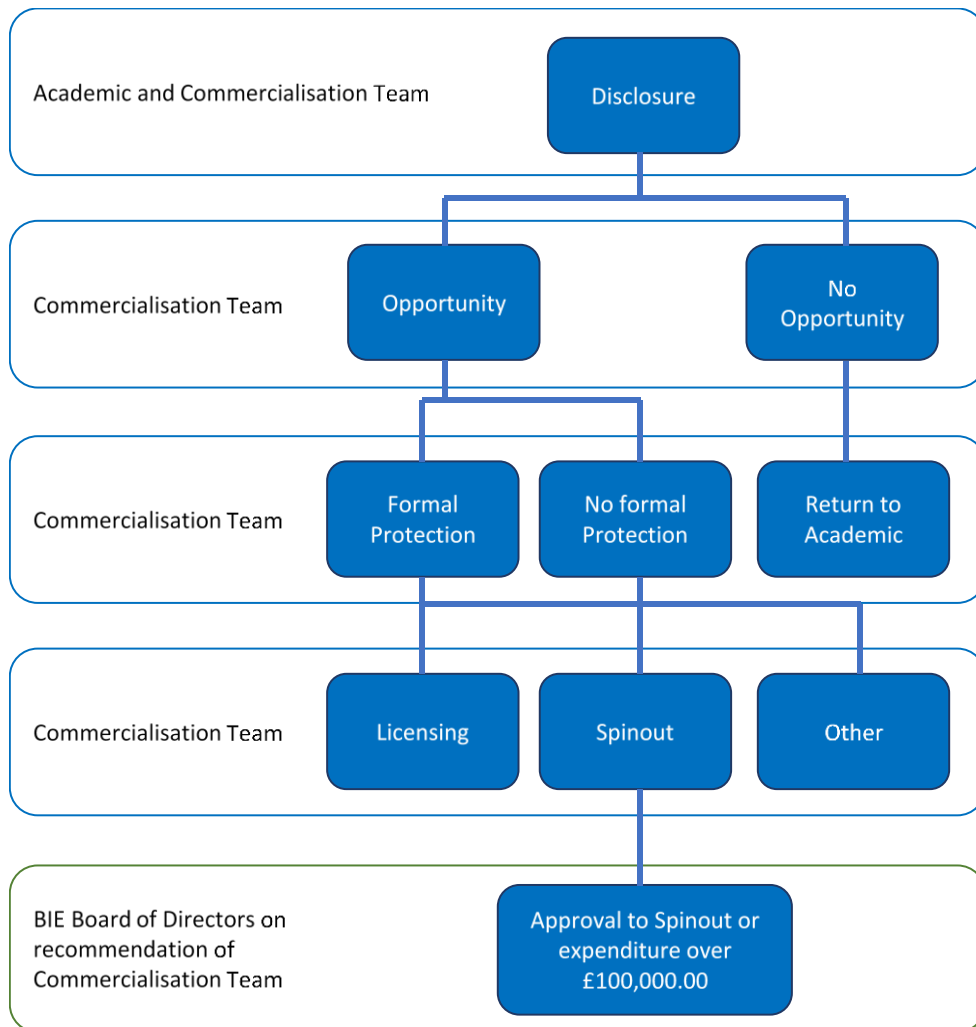 Academic and Commercialisation Team
Disclosure
Commercialisation Team
Opportunity
No
Opportunity
Commercialisation Team
Formal
Protection
No formal
Protection
Return to
Academic
Commercialisation Team
Licensing
Spinout
Other
BIE Board of Directors on
recommendation of
Commercialisation Team
Approval to Spinout or
expenditure over
£100,000.00